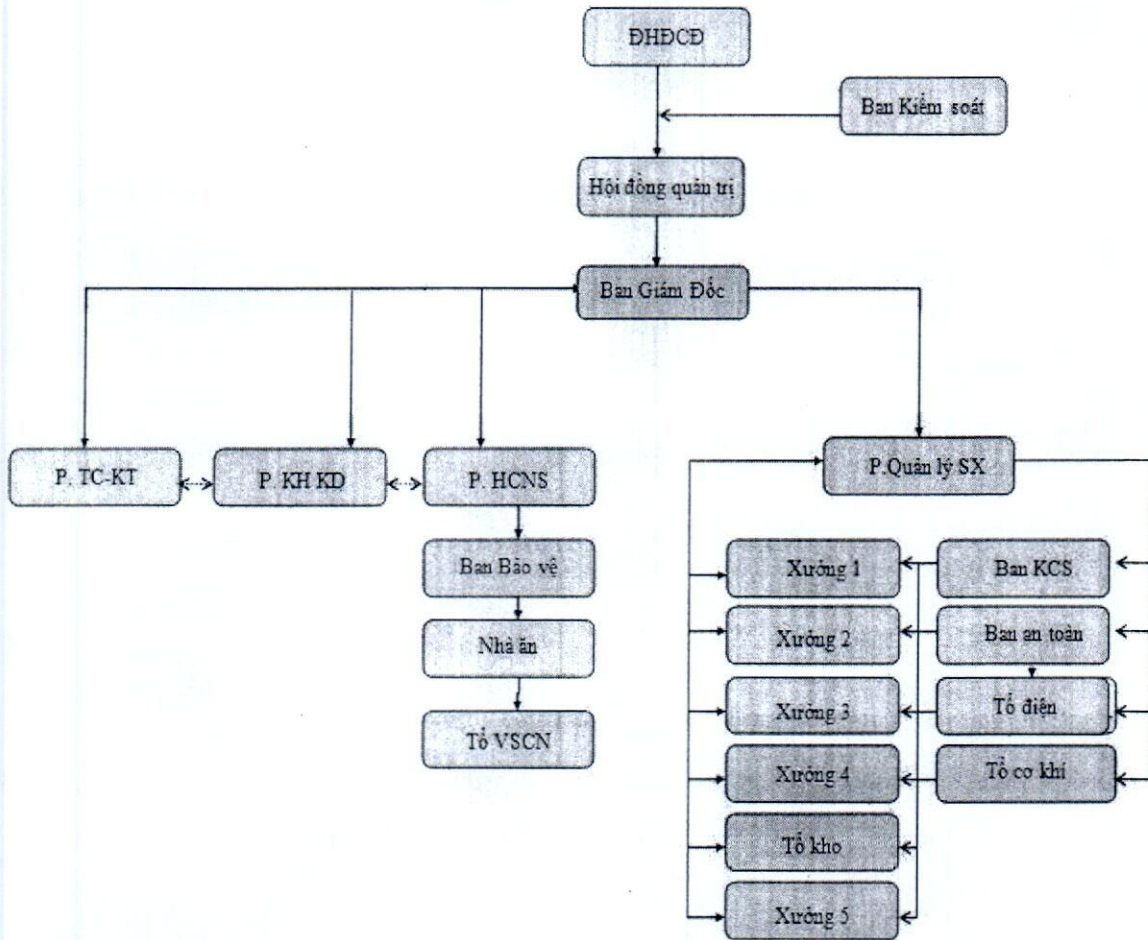 ĐHĐCĐ
Ban Kiểm soát
Hội đồng quản trị
Ban Giám Đốc
P. TC-KT
P. KH KD
P. HCNS
P.Quản lý SX
Ban Bảo vệ
Nhà ăn
Tổ VSCN
Xưởng 1
Ban KCS
Xưởng 2
Ban an toàn
Xưởng 3
Tổ điện
Xưởng 4
Tổ cơ khí
Tổ kho
Xưởng 5